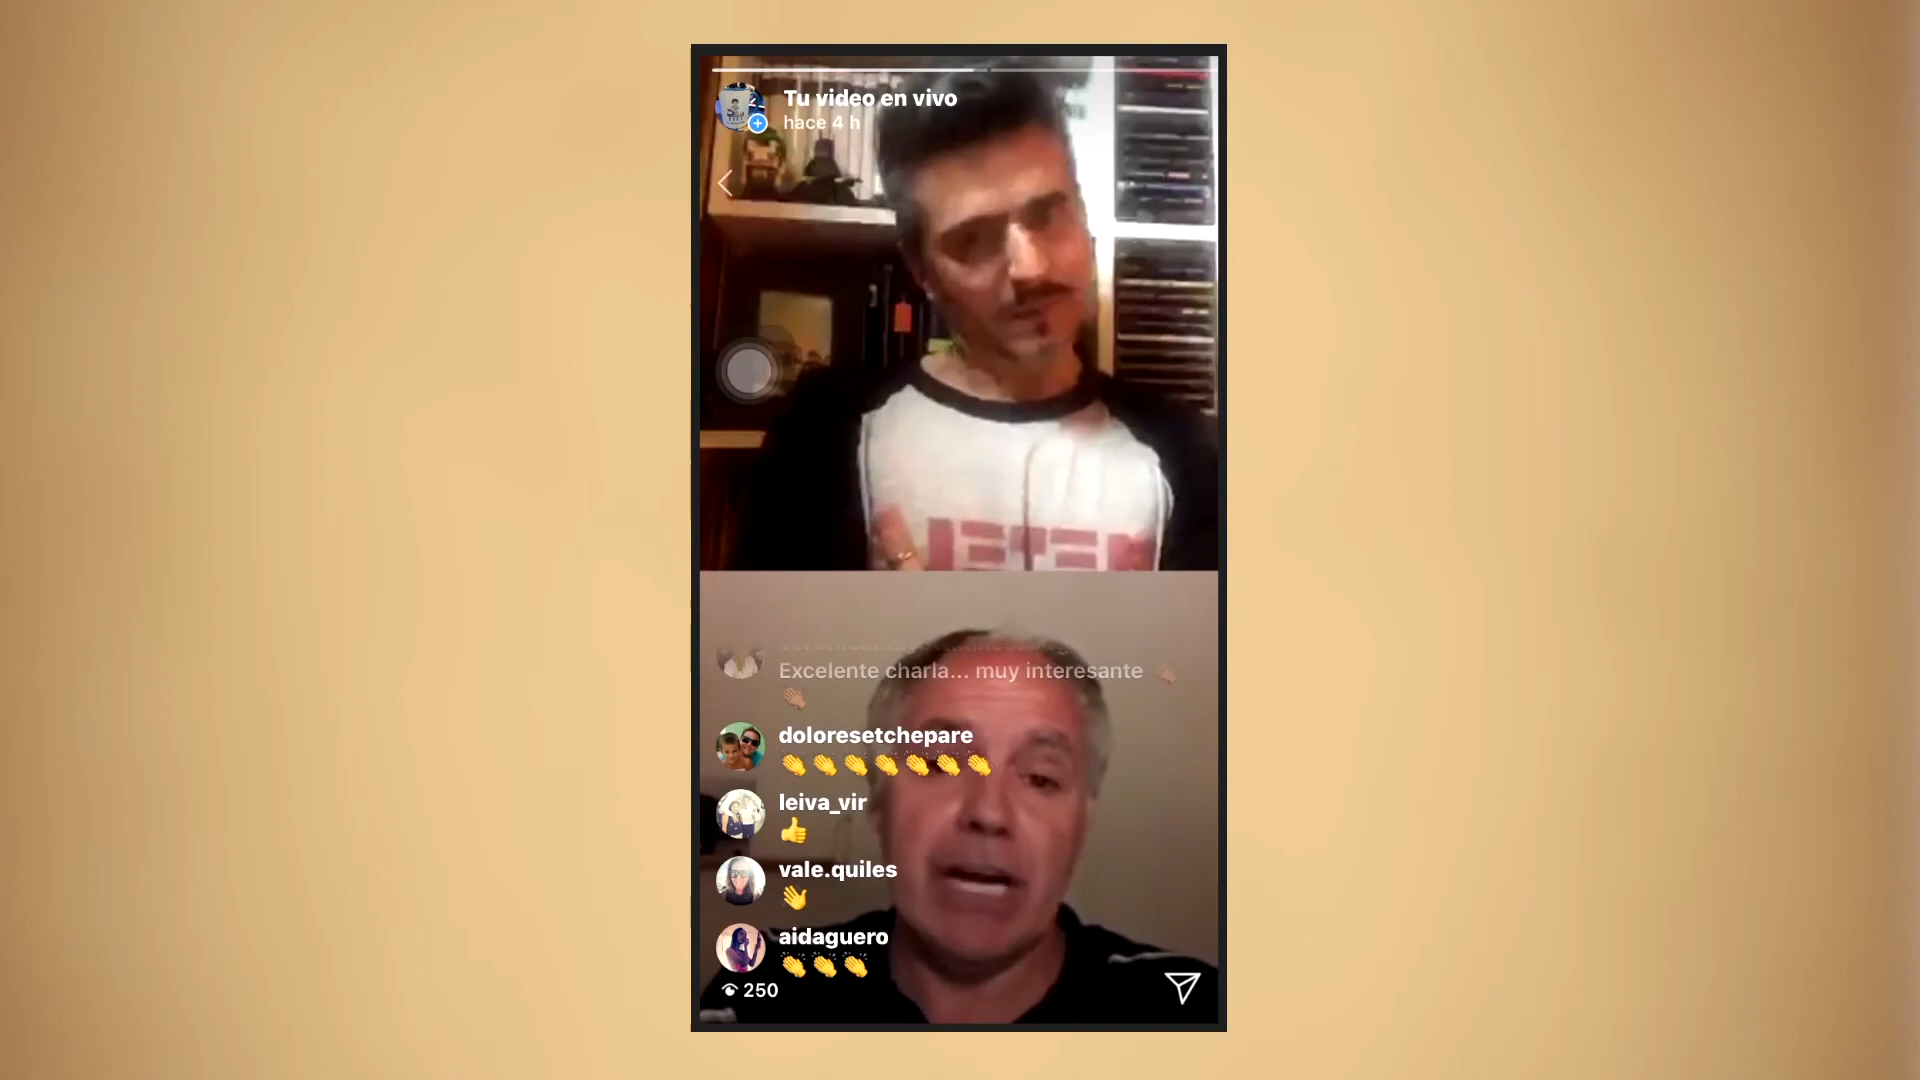 Tu video en vivo
hace 4 h
Excelente charla... muy interesante 👏🏽
👏🏽
doloresetchepare
👏👏👏👏👏👏👏
leiva_vir
👍
vale.quiles
👋
aidaguero
👏👏👏
250